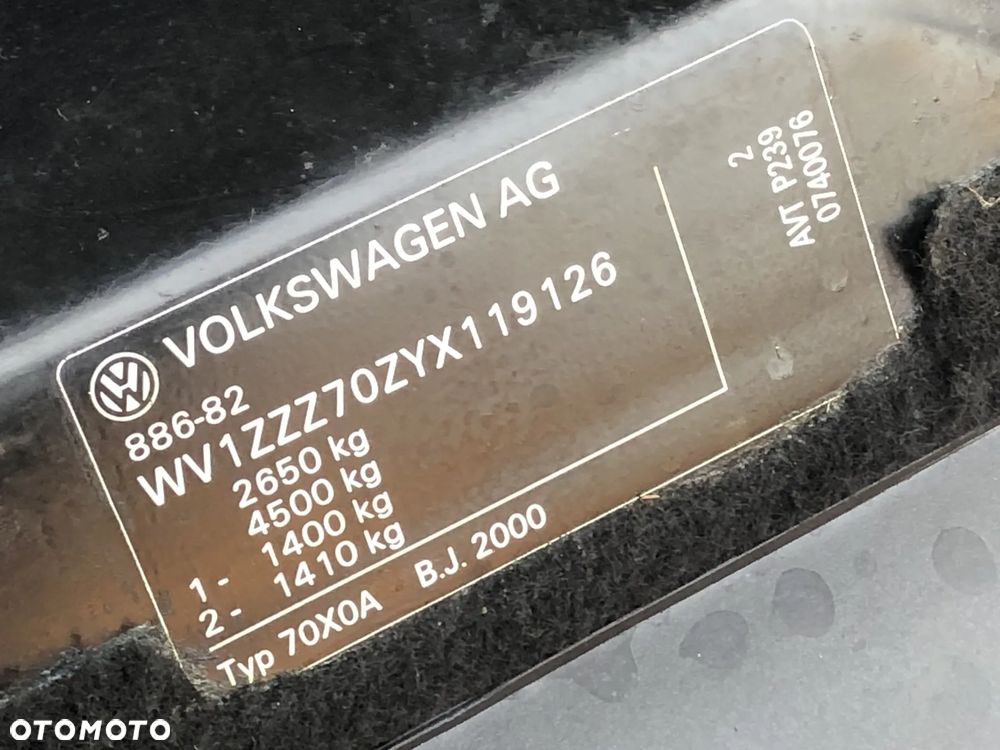 VOLKSWAGEN AG
886-82
WV1ZZZ70ZYX119126
2650 kg
4500 kg
1 - 1400 kg
2 - 1410 kg
Typ 70X0A B.J. 2000
2
AVT P239
0740076
OTOMOTO